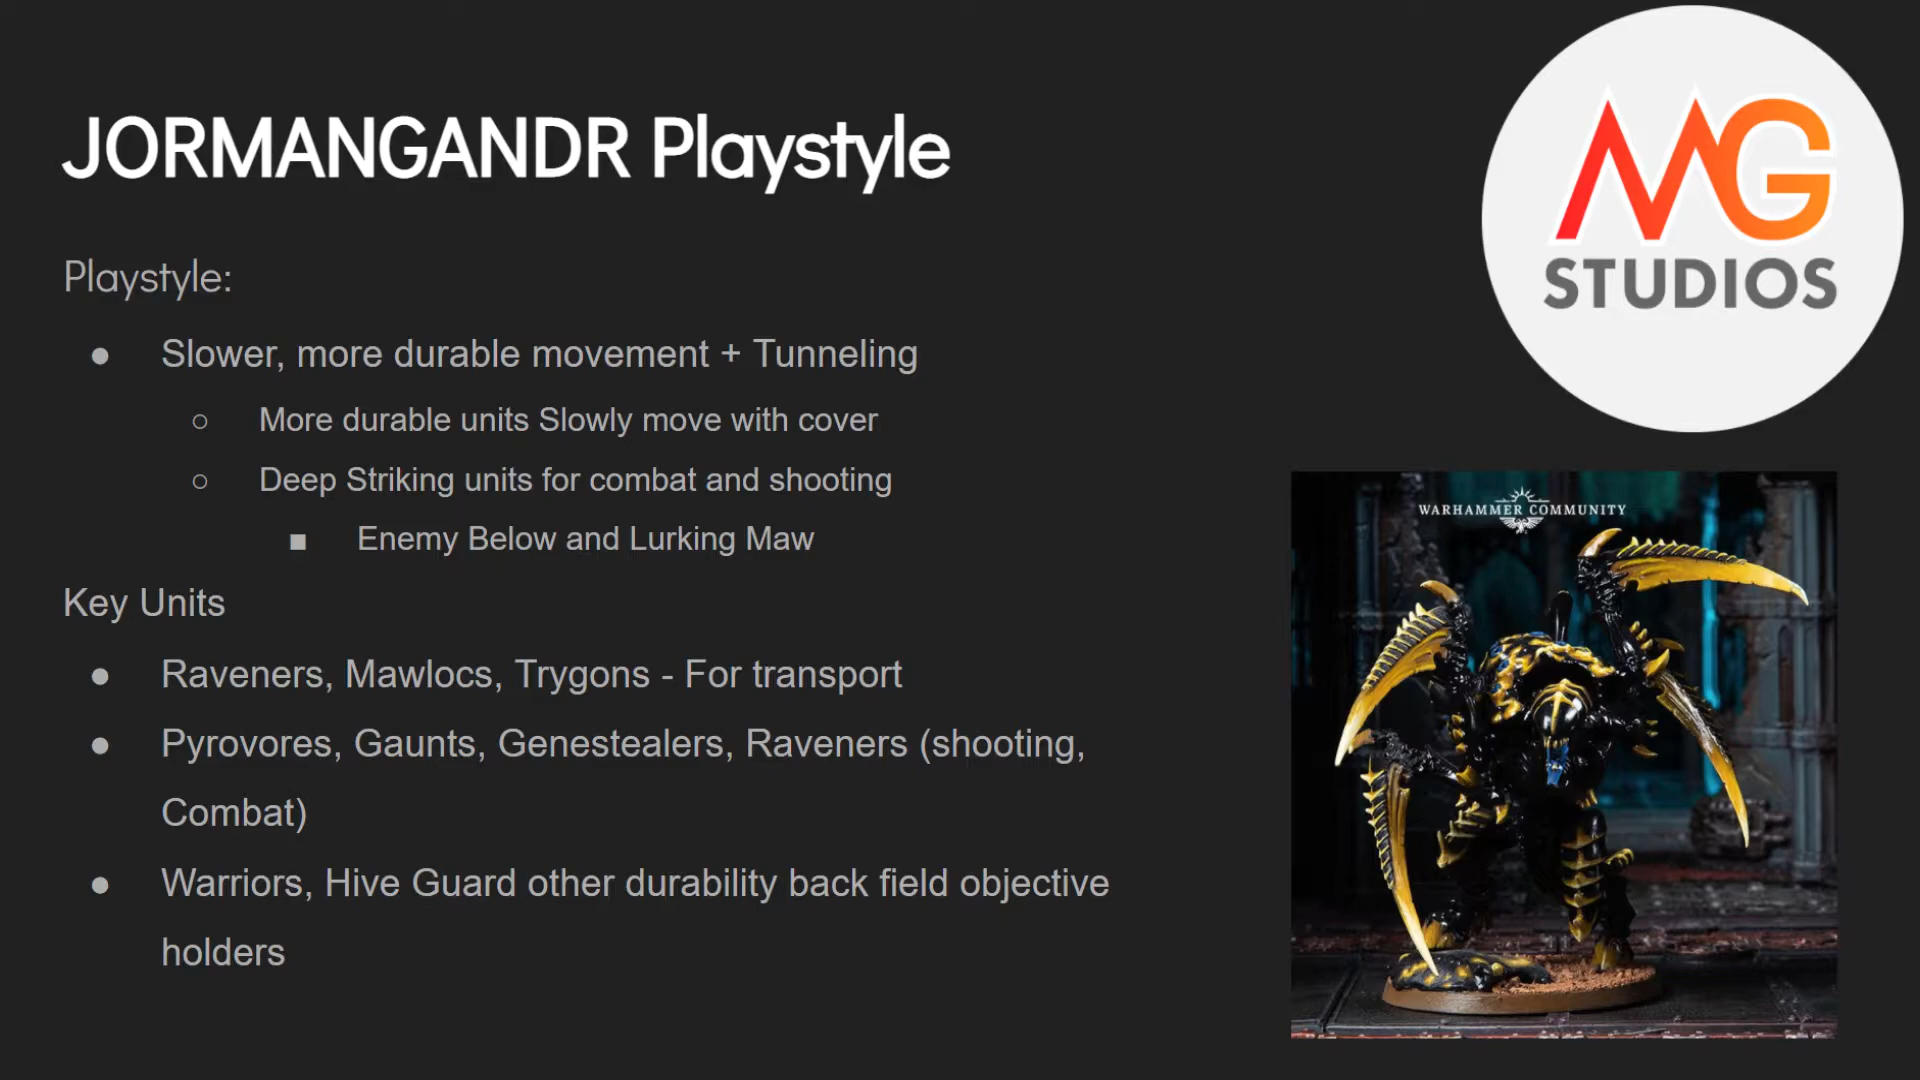 JORMANGANDR Playstyle
MG
STUDIOS
Playstyle:
● Slower, more durable movement + Tunneling
○ More durable units Slowly move with cover
○ Deep Striking units for combat and shooting
■ Enemy Below and Lurking Maw
Key Units
● Raveners, Mawlocs, Trygons - For transport
● Pyrovores, Gaunts, Genestealers, Raveners (shooting,
Combat)
● Warriors, Hive Guard other durability back field objective
holders
WARHAMMER COMMUNITY